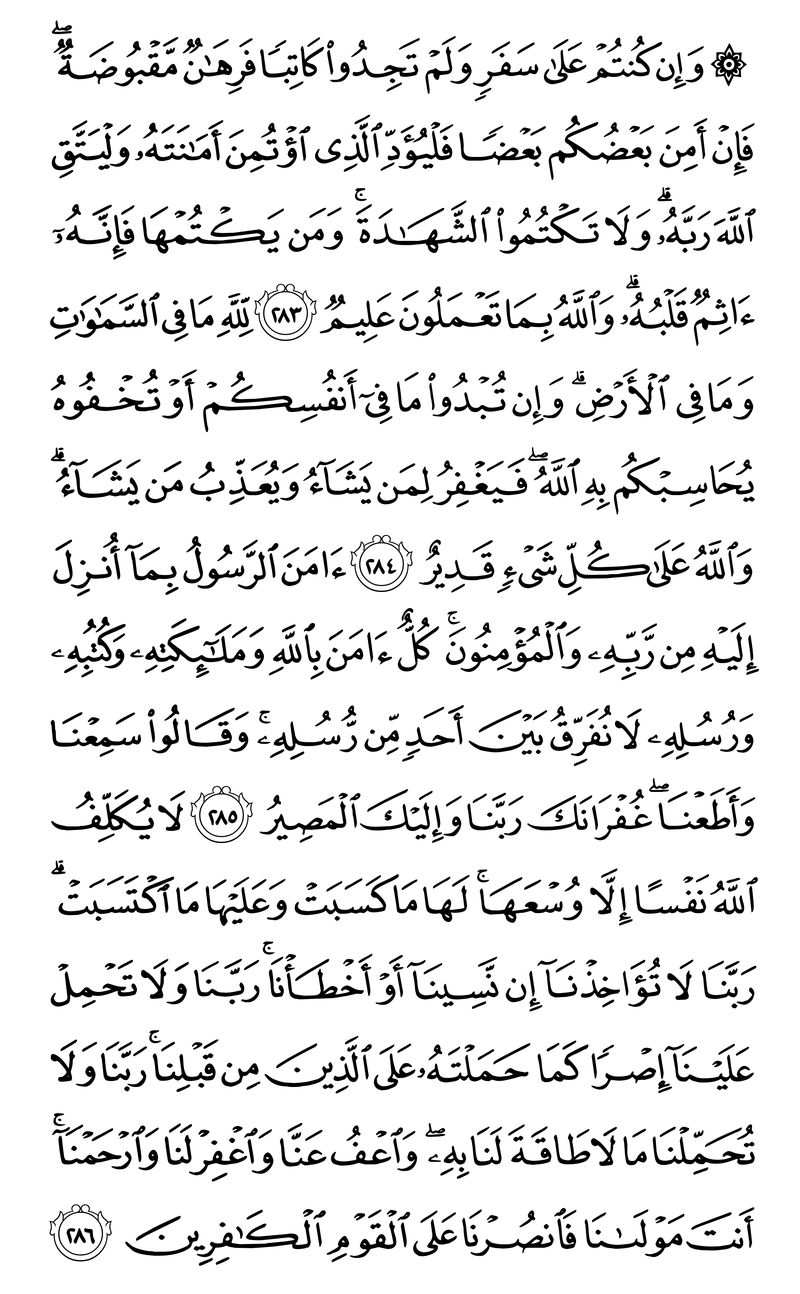 ۞ وَإِن كُنتُمْ عَلَىٰ سَفَرٍ وَلَمْ تَجِدُوا۟ كَاتِبًا فَرِهَـٰنٌ مَّقْبُوضَةٌ ۖ
فَإِنْ أَمِنَ بَعْضُكُم بَعْضًا فَلْيُؤَدِّ ٱلَّذِى ٱؤْتُمِنَ أَمَـٰنَتَهُۥ وَلْيَتَّقِ
ٱللَّهَ رَبَّهُۥ ۗ وَلَا تَكْتُمُوا۟ ٱلشَّهَـٰدَةَ ۚ وَمَن يَكْتُمْهَا فَإِنَّهُۥٓ
ءَاثِمٌ قَلْبُهُۥ ۗ وَٱللَّهُ بِمَا تَعْمَلُونَ عَلِيمٌ ٢٨٣ لِّلَّهِ مَا فِى ٱلسَّمَـٰوَٰتِ
وَمَا فِى ٱلْأَرْضِ ۗ وَإِن تُبْدُوا۟ مَا فِىٓ أَنفُسِكُمْ أَوْ تُخْفُوهُ
يُحَاسِبْكُم بِهِ ٱللَّهُ ۖ فَيَغْفِرُ لِمَن يَشَآءُ وَيُعَذِّبُ مَن يَشَآءُ ۗ
وَٱللَّهُ عَلَىٰ كُلِّ شَىْءٍ قَدِيرٌ ٢٨٤ ءَامَنَ ٱلرَّسُولُ بِمَآ أُنزِلَ
إِلَيْهِ مِن رَّبِّهِۦ وَٱلْمُؤْمِنُونَ ۚ كُلٌّ ءَامَنَ بِٱللَّهِ وَمَلَـٰٓئِكَتِهِۦ وَكُتُبِهِۦ
وَرُسُلِهِۦ لَا نُفَرِّقُ بَيْنَ أَحَدٍ مِّن رُّسُلِهِۦ ۚ وَقَالُوا۟ سَمِعْنَا
وَأَطَعْنَا ۖ غُفْرَانَكَ رَبَّنَا وَإِلَيْكَ ٱلْمَصِيرُ ٢٨٥ لَا يُكَلِّفُ
ٱللَّهُ نَفْسًا إِلَّا وُسْعَهَا ۚ لَهَا مَا كَسَبَتْ وَعَلَيْهَا مَا ٱكْتَسَبَتْ ۗ
رَبَّنَا لَا تُؤَاخِذْنَآ إِن نَّسِينَآ أَوْ أَخْطَأْنَا ۚ رَبَّنَا وَلَا تَحْمِلْ
عَلَيْنَآ إِصْرًا كَمَا حَمَلْتَهُۥ عَلَى ٱلَّذِينَ مِن قَبْلِنَا ۚ رَبَّنَا وَلَا
تُحَمِّلْنَا مَا لَا طَاقَةَ لَنَا بِهِۦ ۖ وَٱعْفُ عَنَّا وَٱغْفِرْ لَنَا وَٱرْحَمْنَآ ۚ
أَنتَ مَوْلَىٰنَا فَٱنصُرْنَا عَلَى ٱلْقَوْمِ ٱلْكَـٰفِرِينَ ٢٨٦